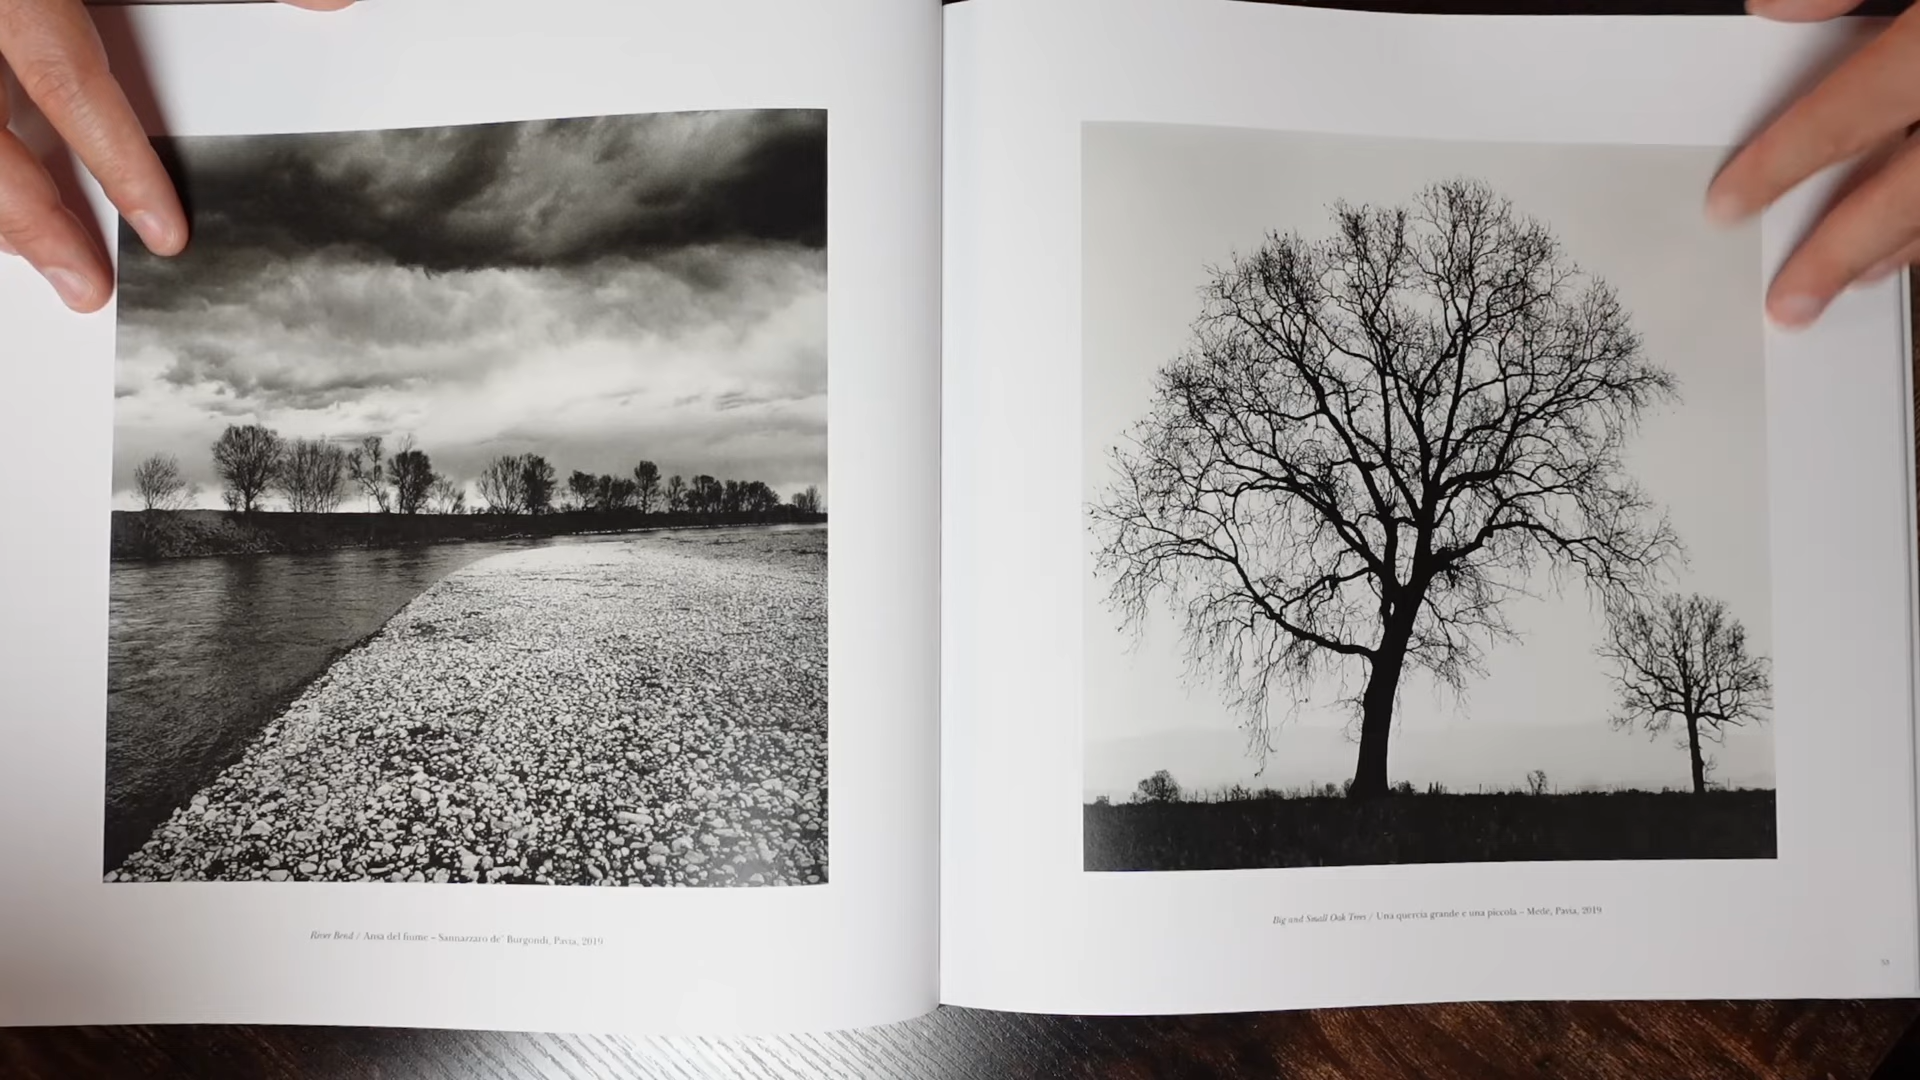 River Bend / Ansa del fiume – Sannazzaro de' Burgondi, Pavia, 2019
Big and Small Oak Trees / Una quercia grande e una piccola – Mede, Pavia, 2019
53